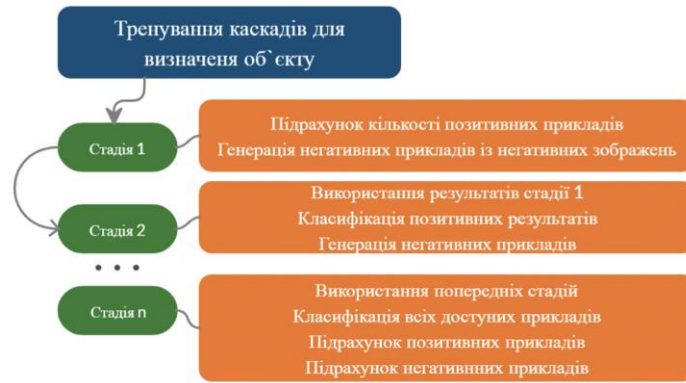 Тренування каскадів для
визначеня об`єкту
Стадія 1
Підрахунок кількості позитивних прикладів
Генерація негативних прикладів із негативних зображень
Стадія 2
Використання результатів стадії 1
Класифікація позитивних результатів
Генерація негативних прикладів
• • •
Стадія n
Використання попередніх стадій
Класифікація всіх доступних прикладів
Підрахунок позитивних прикладів
Підрахунок негативнних прикладів